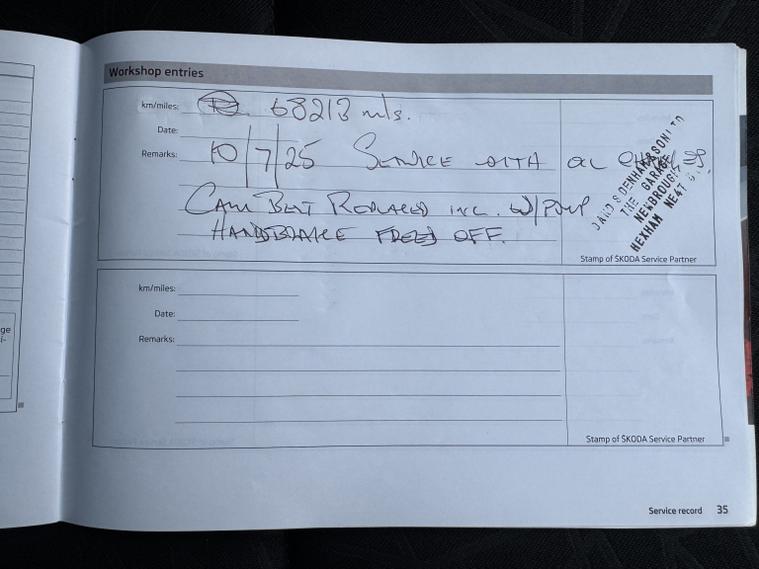 Workshop entries
km/miles: 68213 mls.
Date:
Remarks: 10/7/25 SERVICE WITH OIL
CAM BELT REPLACED INC. W/PUMP
HANDBRAKE FREED OFF.
J AND S DENHAM & SON LTD
THE GARAGE
NEWBROUGH
HEXHAM NE47
Stamp of ŠKODA Service Partner
km/miles:
Date:
Remarks:
Stamp of ŠKODA Service Partner
Service record 35
ge
i-